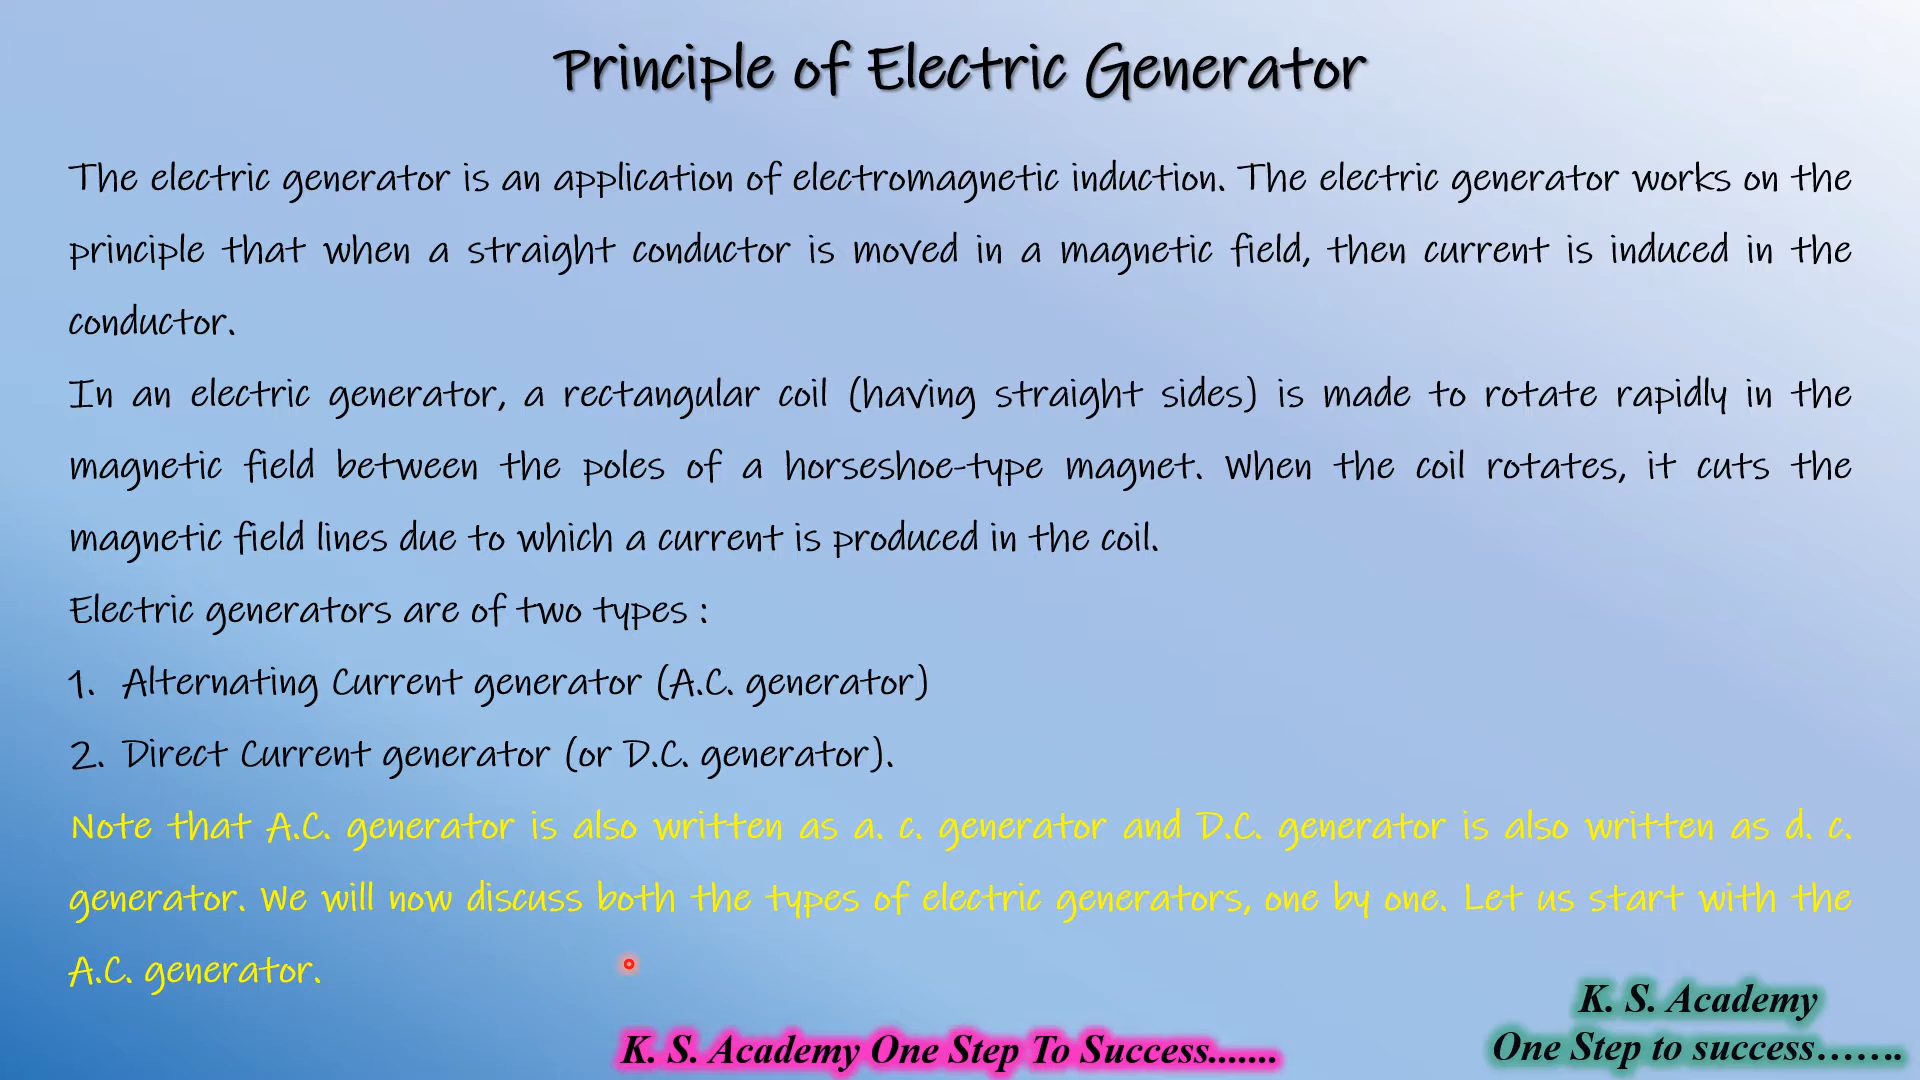 Principle of Electric Generator
The electric generator is an application of electromagnetic induction. The electric generator works on the
principle that when a straight conductor is moved in a magnetic field, then current is induced in the
conductor.
In an electric generator, a rectangular coil (having straight sides) is made to rotate rapidly in the
magnetic field between the poles of a horseshoe-type magnet. When the coil rotates, it cuts the
magnetic field lines due to which a current is produced in the coil.
Electric generators are of two types :
1. Alternating Current generator (A.C. generator)
2. Direct Current generator (or D.C. generator).
Note that A.C. generator is also written as a. c. generator and D.C. generator is also written as d. c.
generator. We will now discuss both the types of electric generators, one by one. Let us start with the
A.C. generator.
K. S. Academy
One Step to success…….
K. S. Academy One Step To Success.......